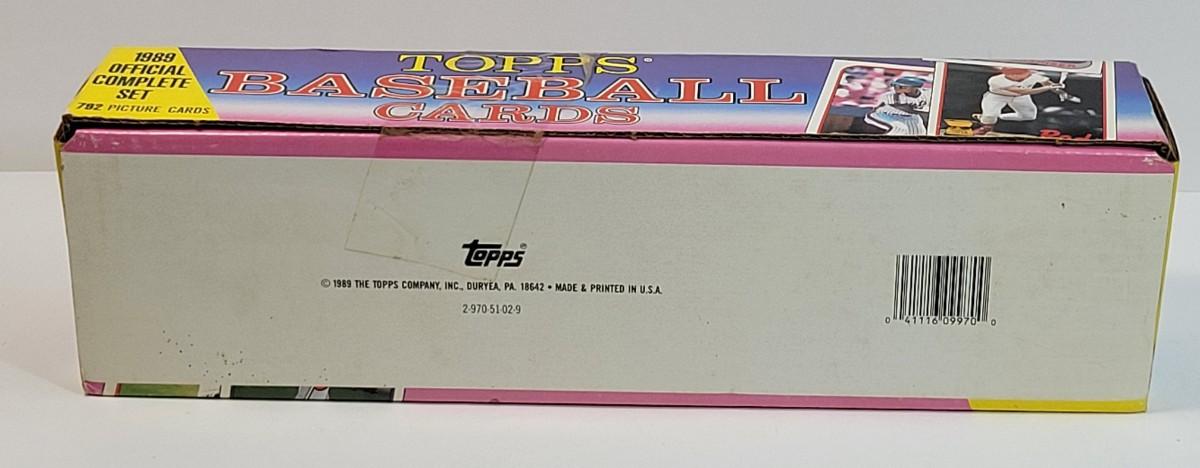 1989
OFFICIAL
COMPLETE
SET
792 PICTURE CARDS
TOPPS®
BASEBALL
CARDS
Reds
topps®
© 1989 THE TOPPS COMPANY, INC., DURYEA, PA. 18642 • MADE & PRINTED IN U.S.A.
2-970-51-02-9
0 41116 09970 0